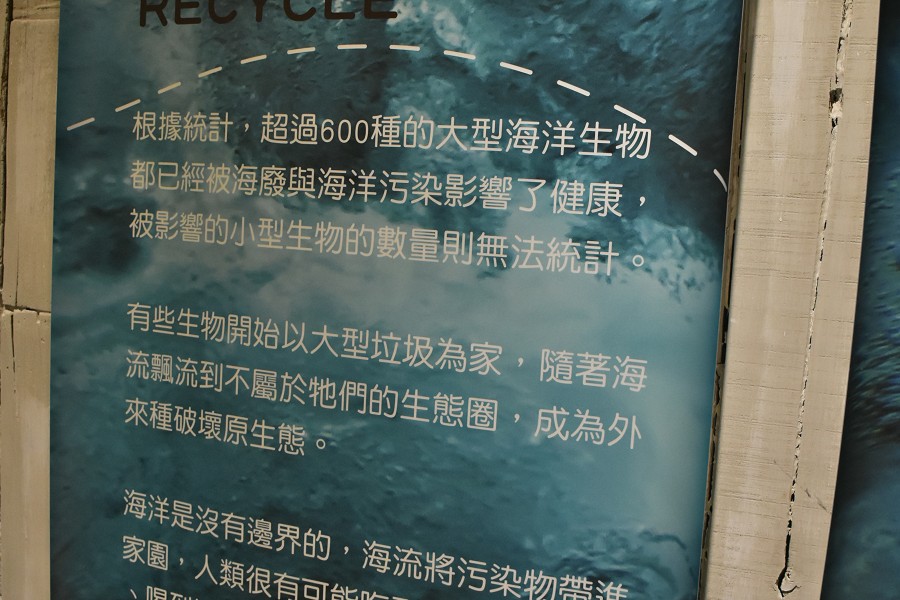 RECYCLE
根據統計，超過600種的大型海洋生物
都已經被海廢與海洋污染影響了健康，
被影響的小型生物的數量則無法統計。
有些生物開始以大型垃圾為家，隨著海
流飄流到不屬於牠們的生態圈，成為外
來種破壞原生態。
海洋是沒有邊界的，海流將污染物帶進
家園，人類很有可能吃